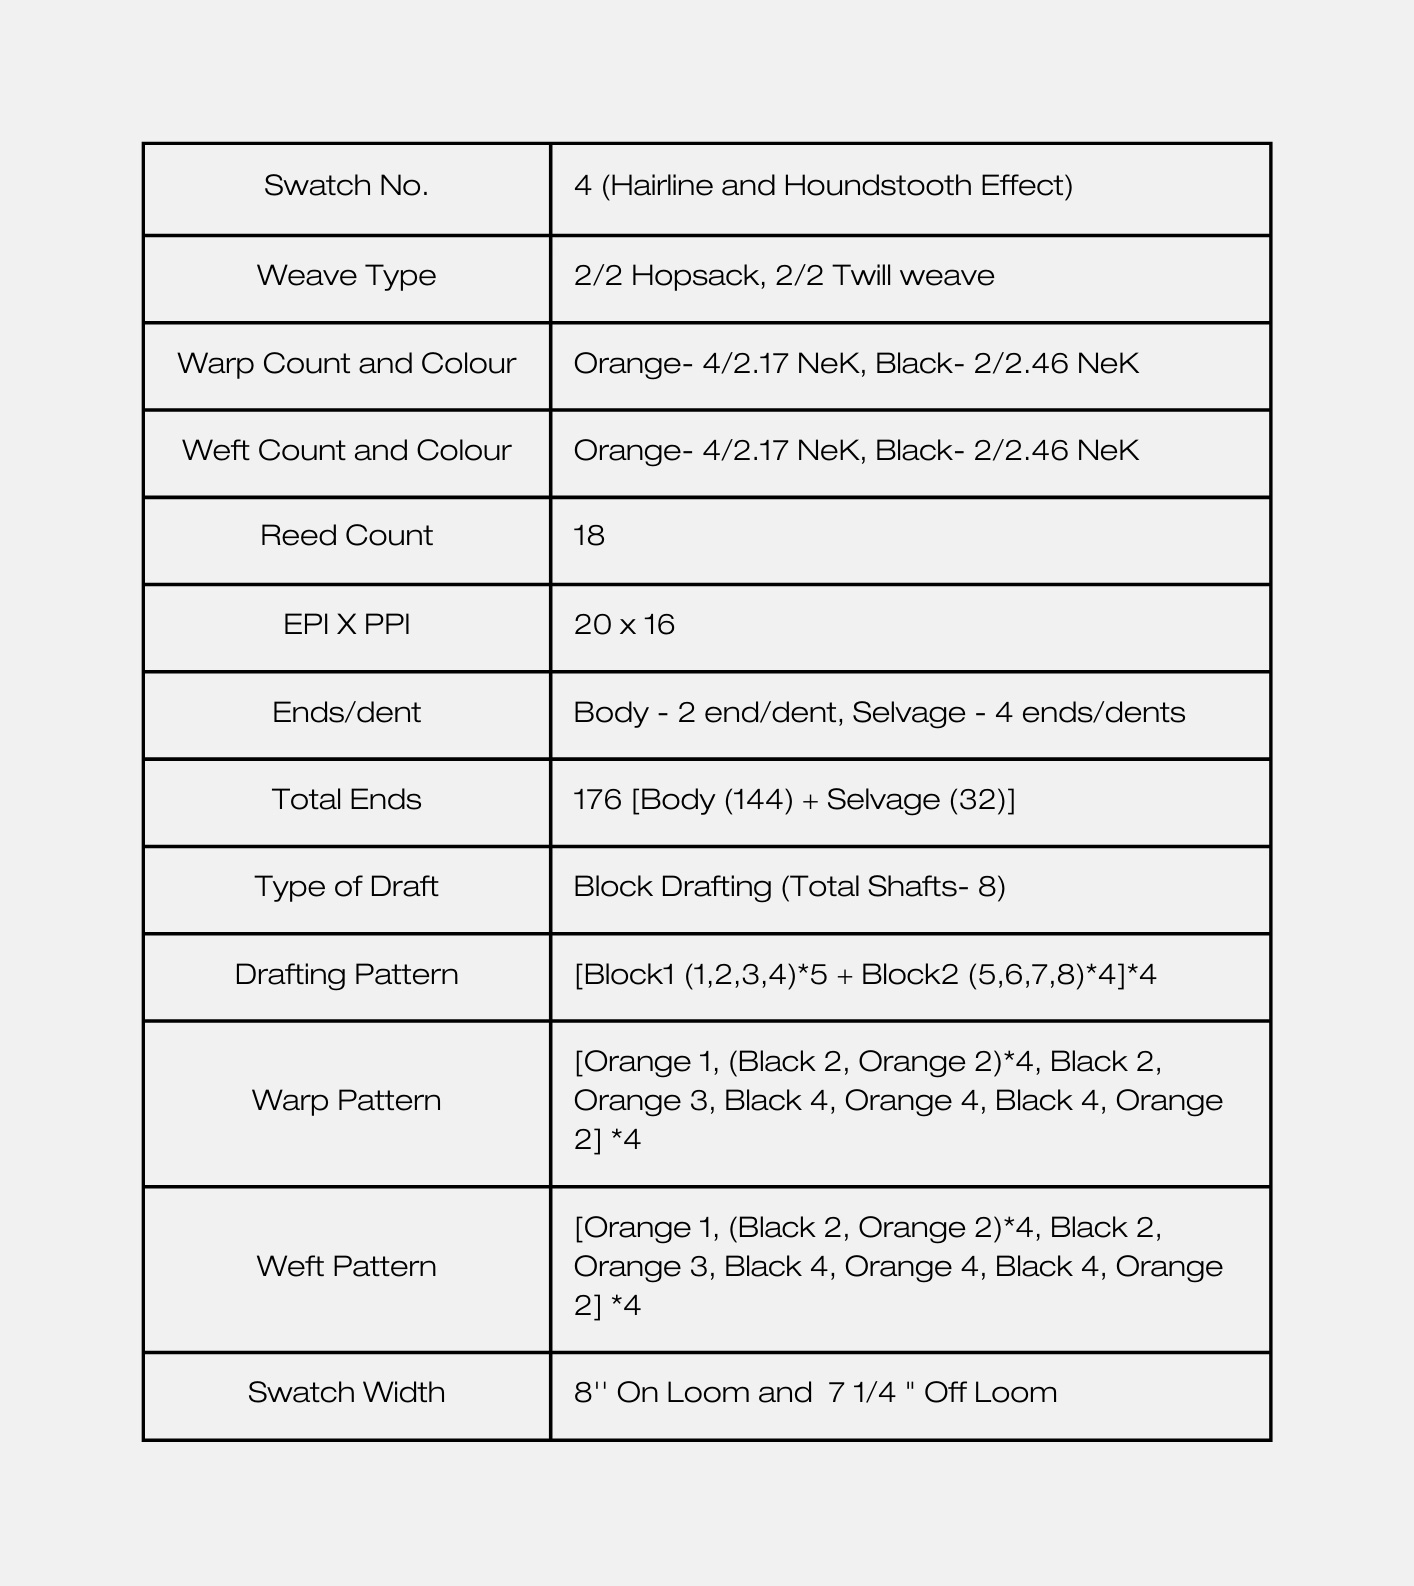 Swatch No.
4 (Hairline and Houndstooth Effect)
Weave Type
2/2 Hopsack, 2/2 Twill weave
Warp Count and Colour
Orange- 4/2.17 NeK, Black- 2/2.46 NeK
Weft Count and Colour
Orange- 4/2.17 NeK, Black- 2/2.46 NeK
Reed Count
18
EPI X PPI
20 x 16
Ends/dent
Body - 2 end/dent, Selvage - 4 ends/dents
Total Ends
176 [Body (144) + Selvage (32)]
Type of Draft
Block Drafting (Total Shafts- 8)
Drafting Pattern
[Block1 (1,2,3,4)*5 + Block2 (5,6,7,8)*4]*4
Warp Pattern
[Orange 1, (Black 2, Orange 2)*4, Black 2,
Orange 3, Black 4, Orange 4, Black 4, Orange
2] *4
Weft Pattern
[Orange 1, (Black 2, Orange 2)*4, Black 2,
Orange 3, Black 4, Orange 4, Black 4, Orange
2] *4
Swatch Width
8'' On Loom and  7 1/4 " Off Loom